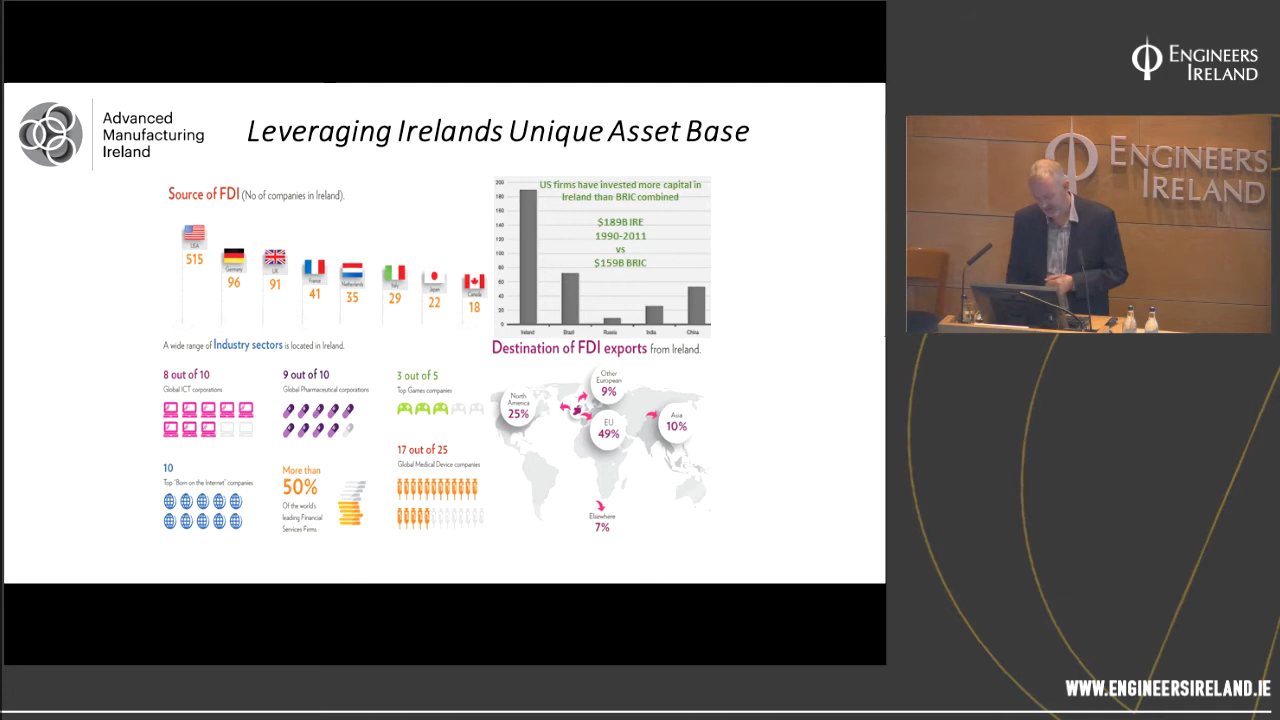 Advanced
Manufacturing
Ireland
Leveraging Irelands Unique Asset Base
Source of FDI (No of companies in Ireland).
USA
515
Germany
96
UK
91
France
41
Netherlands
35
Italy
29
Japan
22
Canada
18
200
180
160
140
120
100
80
60
40
20
0
US firms have invested more capital in
Ireland than BRIC combined
$189B IRE
1990-2011
vs
$159B BRIC
Ireland
Brazil
Russia
India
China
A wide range of Industry sectors is located in Ireland.
8 out of 10
Global ICT corporations
9 out of 10
Global Pharmaceutical corporations
3 out of 5
Top Games companies
10
Top "Born on the Internet" companies
More than
50%
Of the world's
leading Financial
Services Firms
17 out of 25
Global Medical Device companies
Destination of FDI exports from Ireland.
North
America
25%
Other
European
9%
EU
49%
Asia
10%
Elsewhere
7%
ENGINEERS
IRELAND
ENGINEERS
IRELAND
WWW.ENGINEERSIRELAND.IE